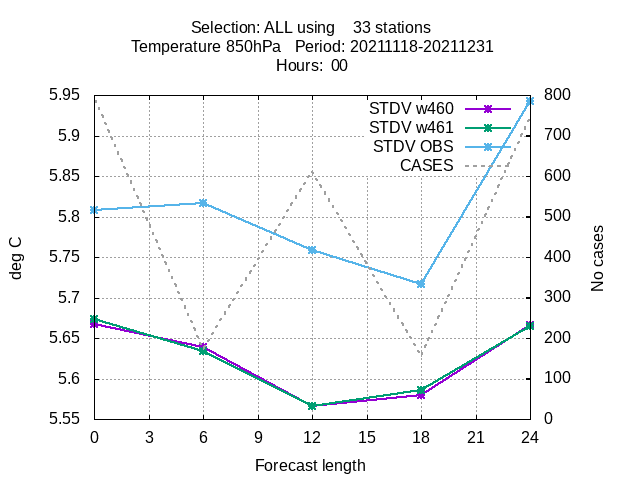 Selection: ALL using    33 stations
Temperature 850hPa   Period: 20211118-20211231
Hours:  00
STDV w460
STDV w461
STDV OBS
CASES
5.95
5.9
5.85
5.8
5.75
5.7
5.65
5.6
5.55
deg C
800
700
600
500
400
300
200
100
0
No cases
0 3 6 9 12 15 18 21 24
Forecast length